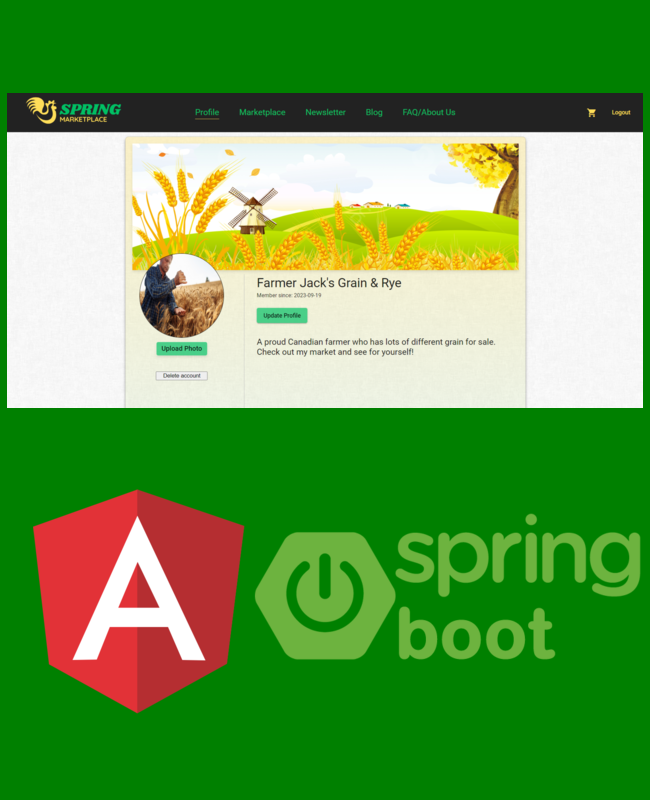 SPRING
MARKETPLACE
Profile Marketplace Newsletter Blog FAQ/About Us Logout
Farmer Jack's Grain & Rye
Member since: 2023-09-19
Update Profile
Upload Photo
A proud Canadian farmer who has lots of different grain for sale.
Check out my market and see for yourself!
Delete account
A
spring
boot